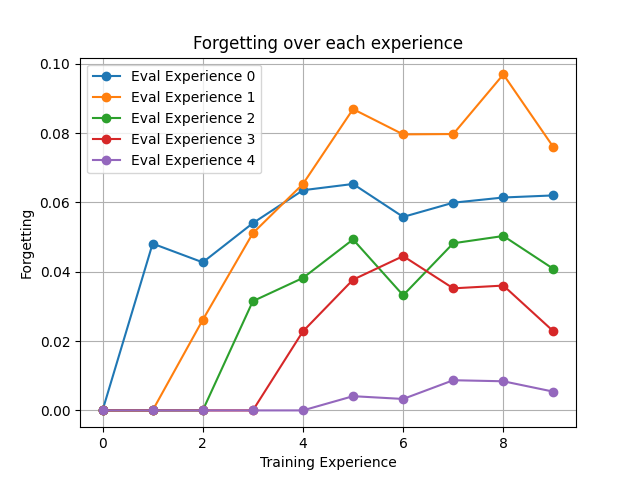 Forgetting over each experience
0.10
0.08
0.06
0.04
0.02
0.00
Forgetting
Eval Experience 0
Eval Experience 1
Eval Experience 2
Eval Experience 3
Eval Experience 4
0 2 4 6 8
Training Experience